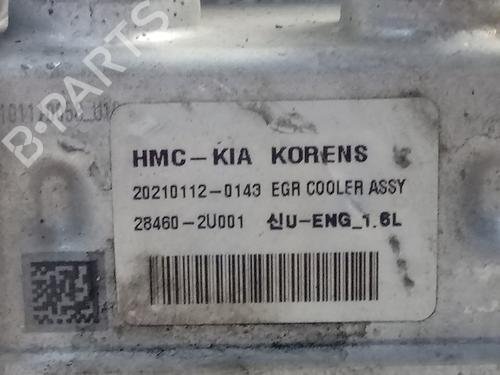 B-PARTS
HMC-KIA KORENS
20210112-0143 EGR COOLER ASSY
28460-2U001 신U-ENG_1.6L